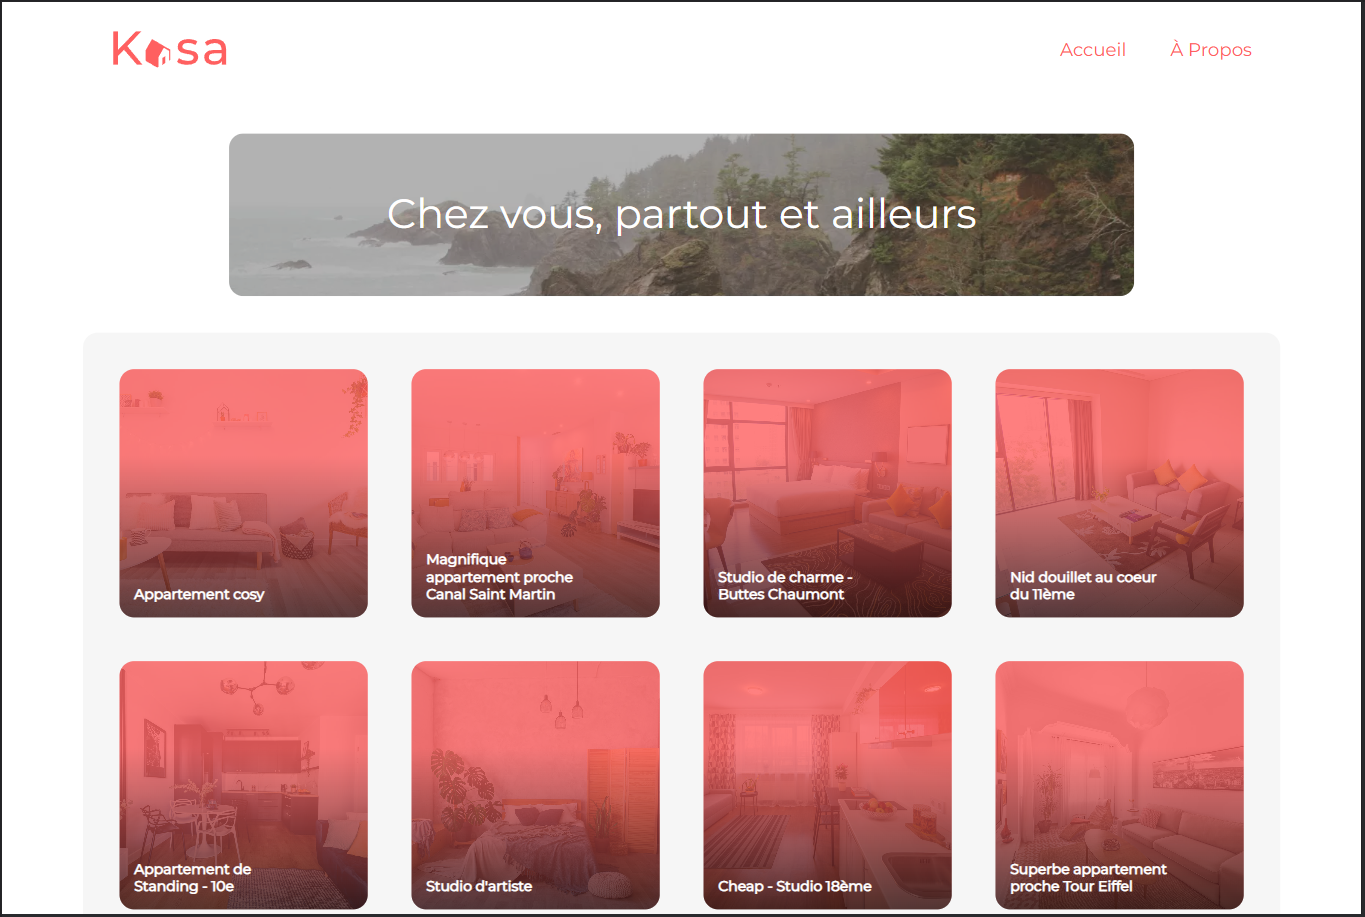 Kasa
Accueil
À Propos
Chez vous, partout et ailleurs
Appartement cosy
Magnifique
appartement proche
Canal Saint Martin
Studio de charme -
Buttes Chaumont
Nid douillet au coeur
du 11ème
Appartement de
Standing - 10e
Studio d'artiste
Cheap - Studio 18ème
Superbe appartement
proche Tour Eiffel